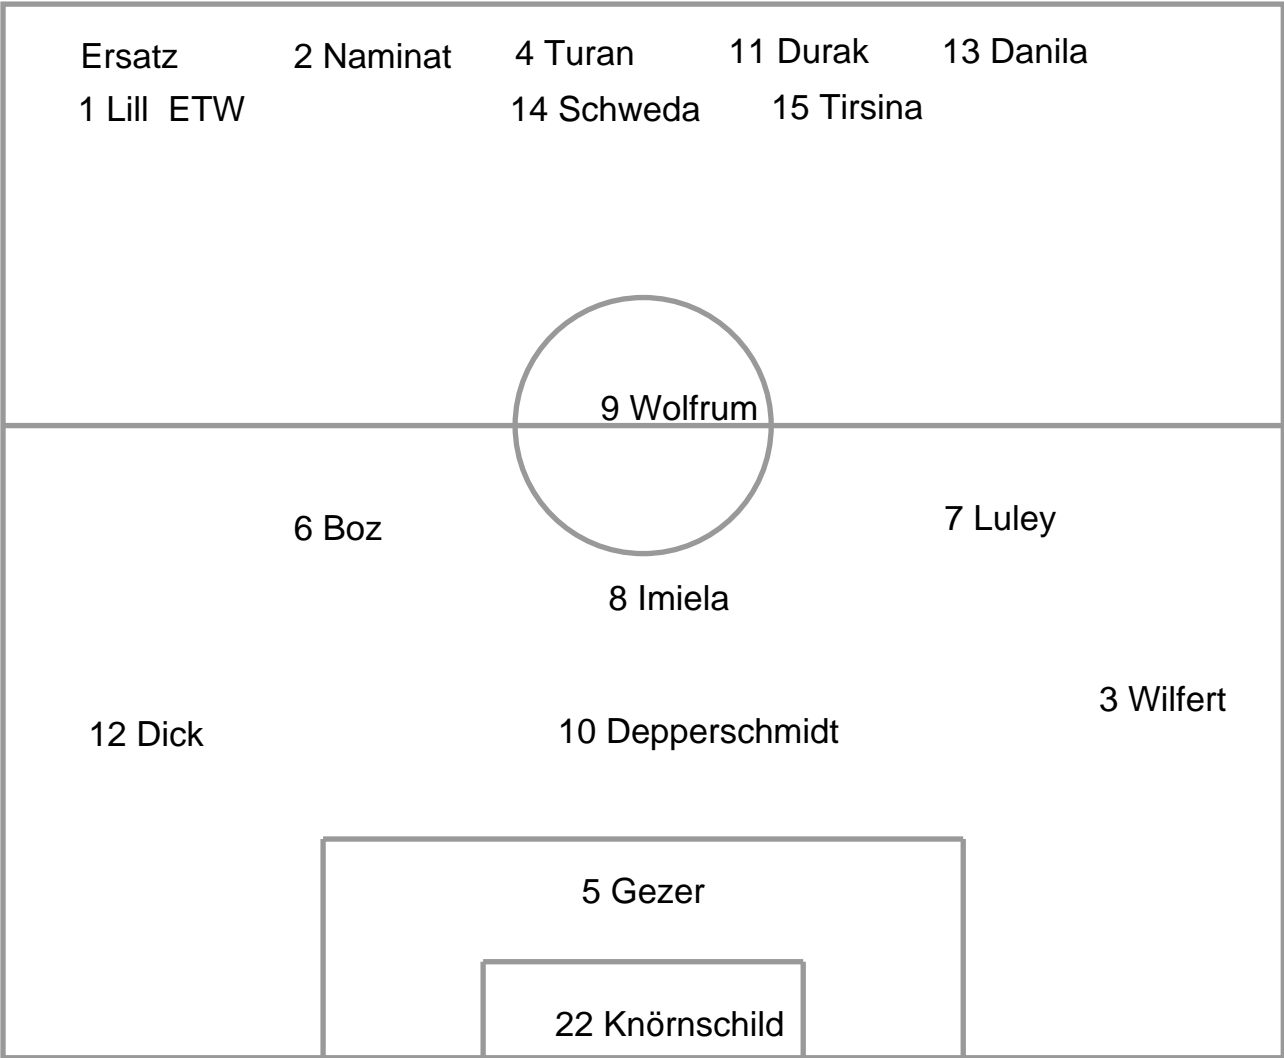 Ersatz 2 Naminat 4 Turan 11 Durak 13 Danila
1 Lill ETW 14 Schweda 15 Tirsina
9 Wolfrum
6 Boz 7 Luley
8 Imiela
12 Dick 10 Depperschmidt 3 Wilfert
5 Gezer
22 Knörnschild